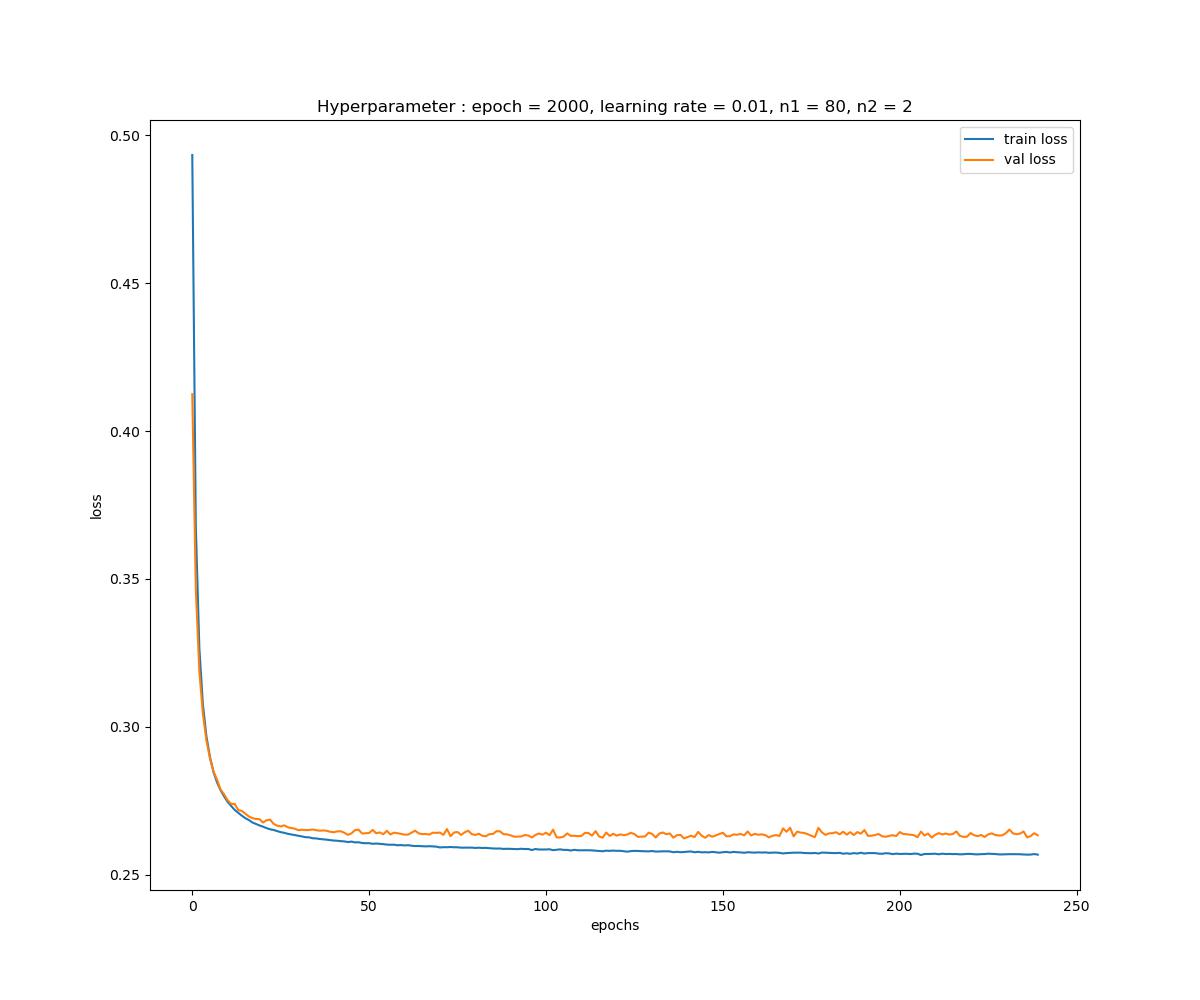 Hyperparameter : epoch = 2000, learning rate = 0.01, n1 = 80, n2 = 2
train loss
val loss
0.50
0.45
0.40
0.35
0.30
0.25
loss
0 50 100 150 200 250
epochs